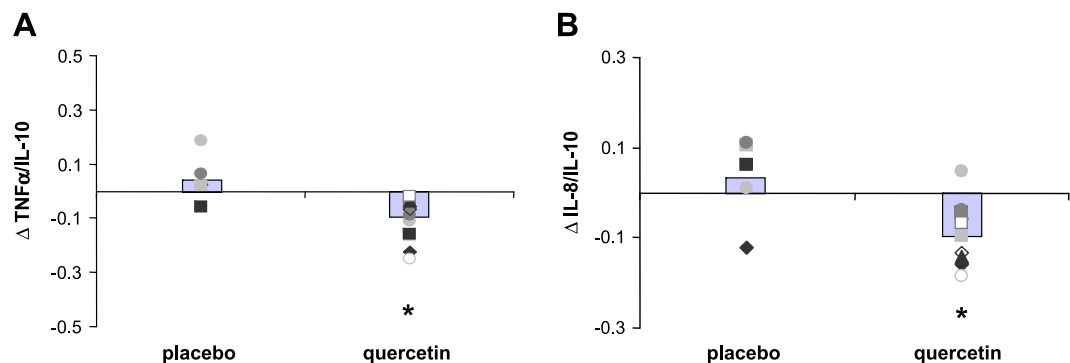 A
Δ TNFα/IL-10
0.5
0.3
0.1
-0.1
-0.3
-0.5
*
placebo quercetin
B
Δ IL-8/IL-10
0.3
0.1
-0.1
-0.3
*
placebo quercetin